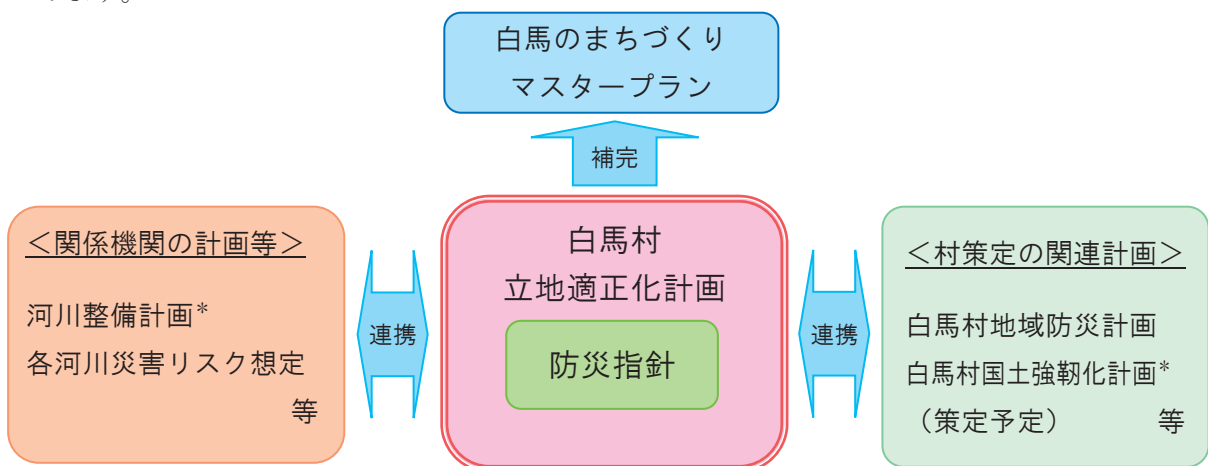 白馬のまちづくり
マスタープラン
補完
＜関係機関の計画等＞
河川整備計画*
各河川災害リスク想定
等
連携
白馬村
立地適正化計画
防災指針
連携
＜村策定の関連計画＞
白馬村地域防災計画
白馬村国土強靭化計画*
（策定予定） 等